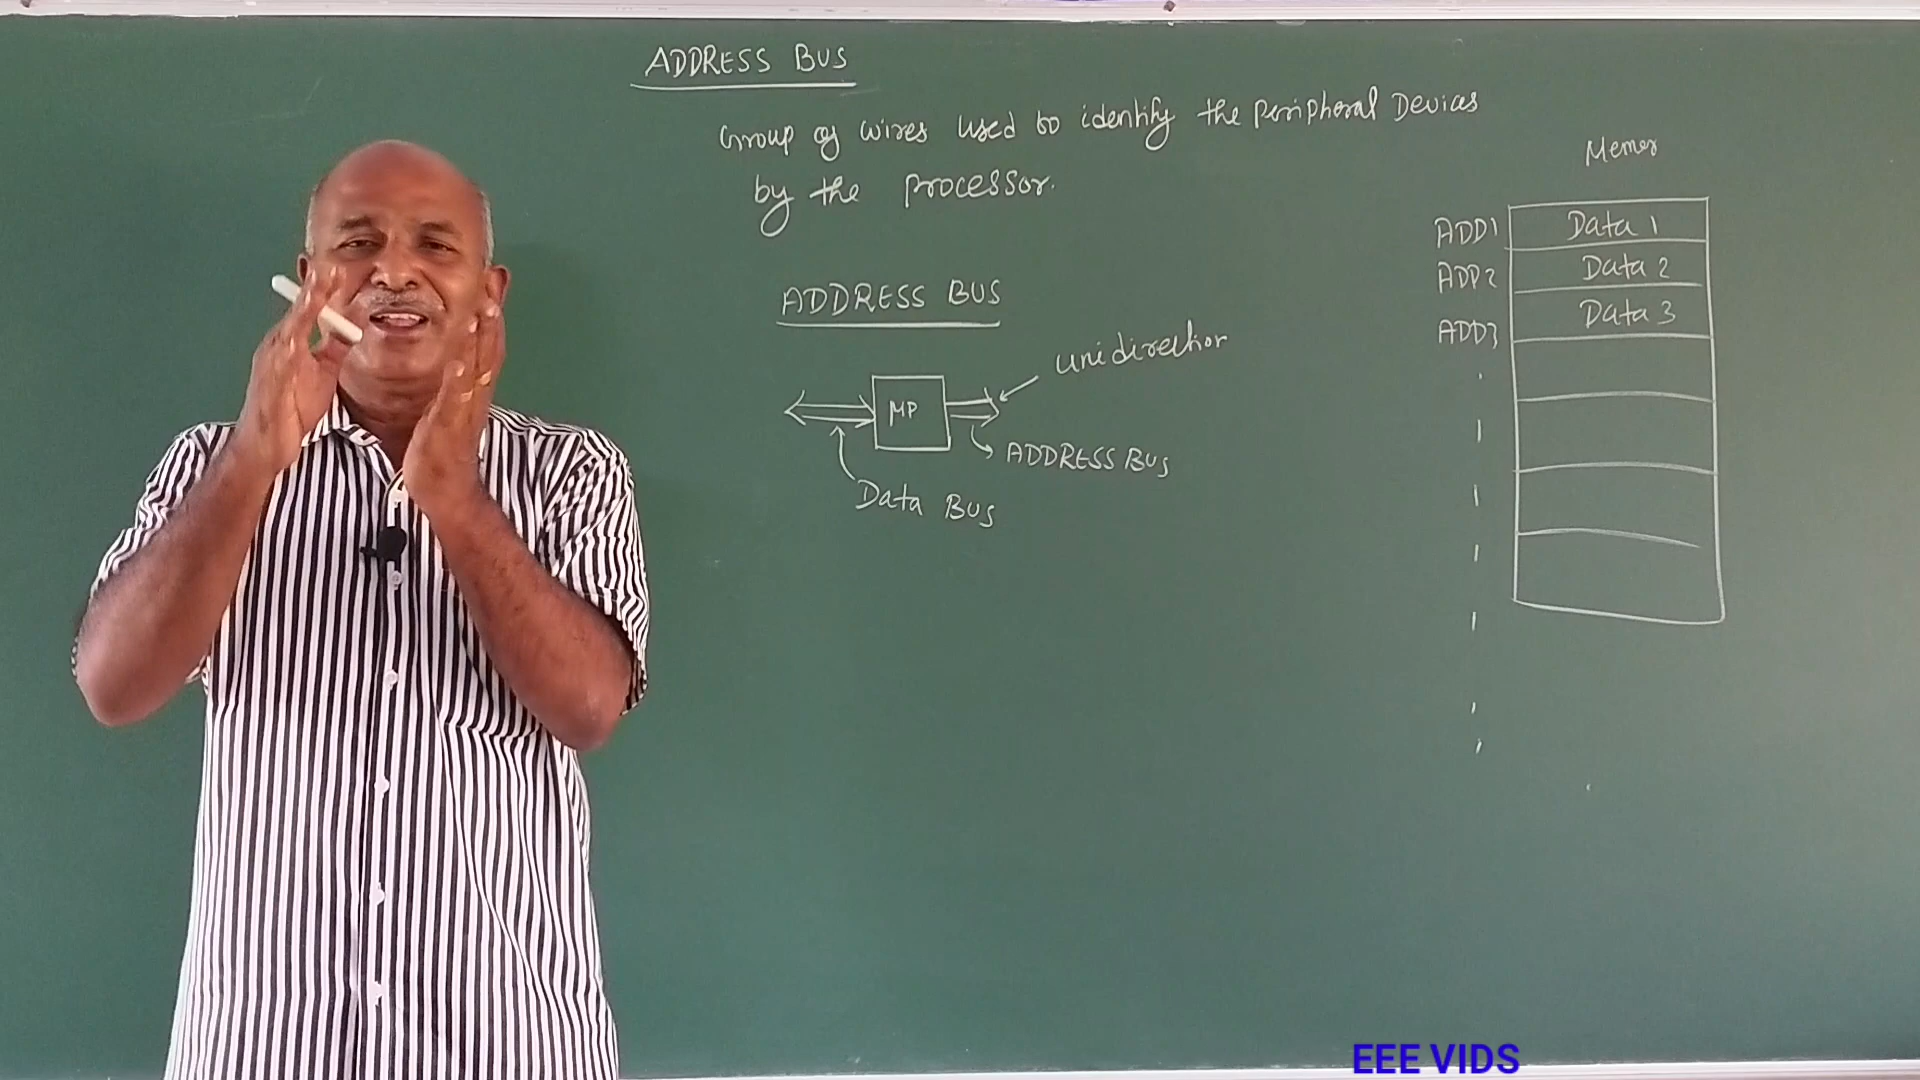 ADDRESS BUS
Group of wires used to identify the peripheral Devices
by the processor.
ADDRESS BUS
unidirection
MP
ADDRESS BUS
Data BUS
Memor
ADD1 Data 1
ADD2 Data 2
ADD3 Data 3
EEE VIDS